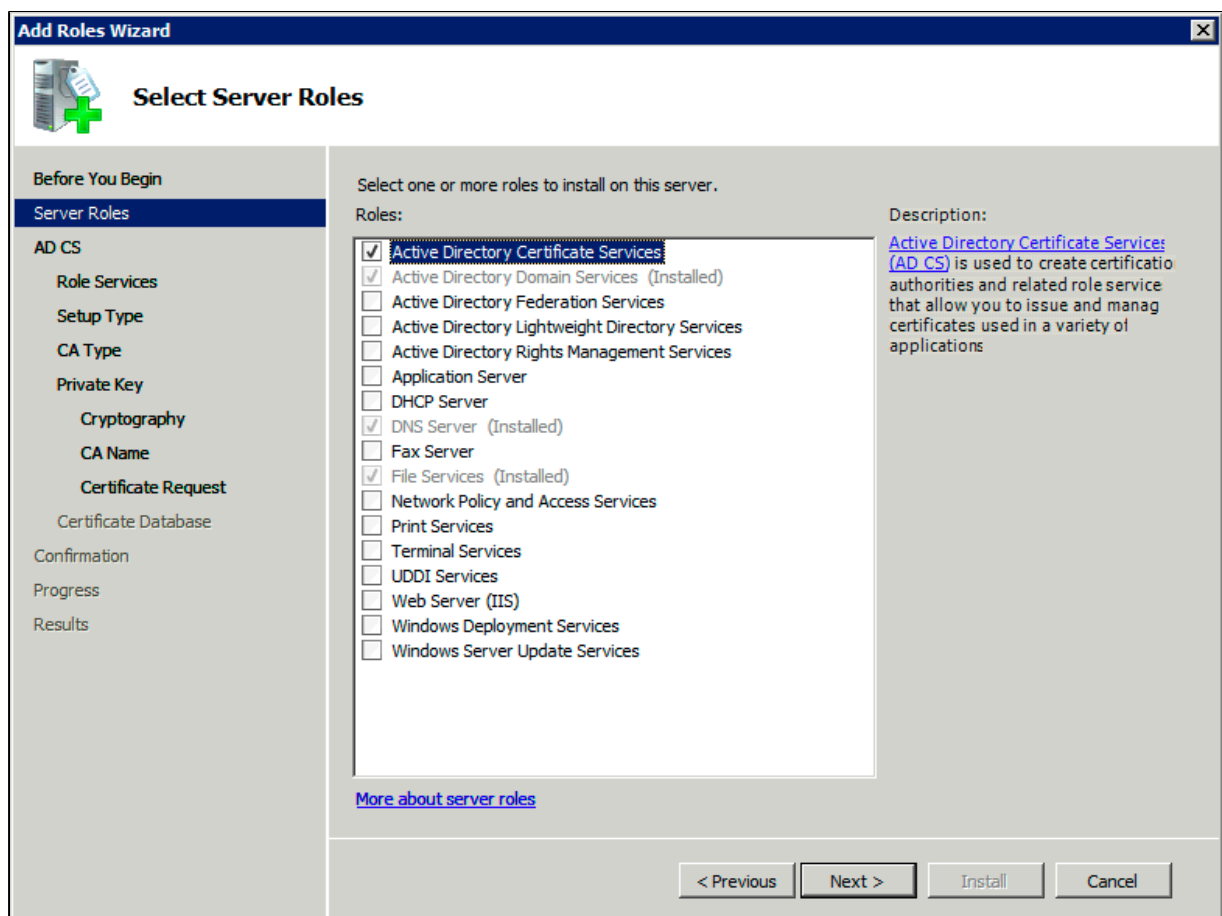 Add Roles Wizard
Select Server Roles
Before You Begin
Server Roles
AD CS
Role Services
Setup Type
CA Type
Private Key
Cryptography
CA Name
Certificate Request
Certificate Database
Confirmation
Progress
Results
Select one or more roles to install on this server.
Roles:
Active Directory Certificate Services
Active Directory Domain Services (Installed)
Active Directory Federation Services
Active Directory Lightweight Directory Services
Active Directory Rights Management Services
Application Server
DHCP Server
DNS Server (Installed)
Fax Server
File Services (Installed)
Network Policy and Access Services
Print Services
Terminal Services
UDDI Services
Web Server (IIS)
Windows Deployment Services
Windows Server Update Services
More about server roles
Description:
Active Directory Certificate Services
(AD CS) is used to create certificatio
authorities and related role service
that allow you to issue and manag
certificates used in a variety of
applications
< Previous
Next >
Install
Cancel